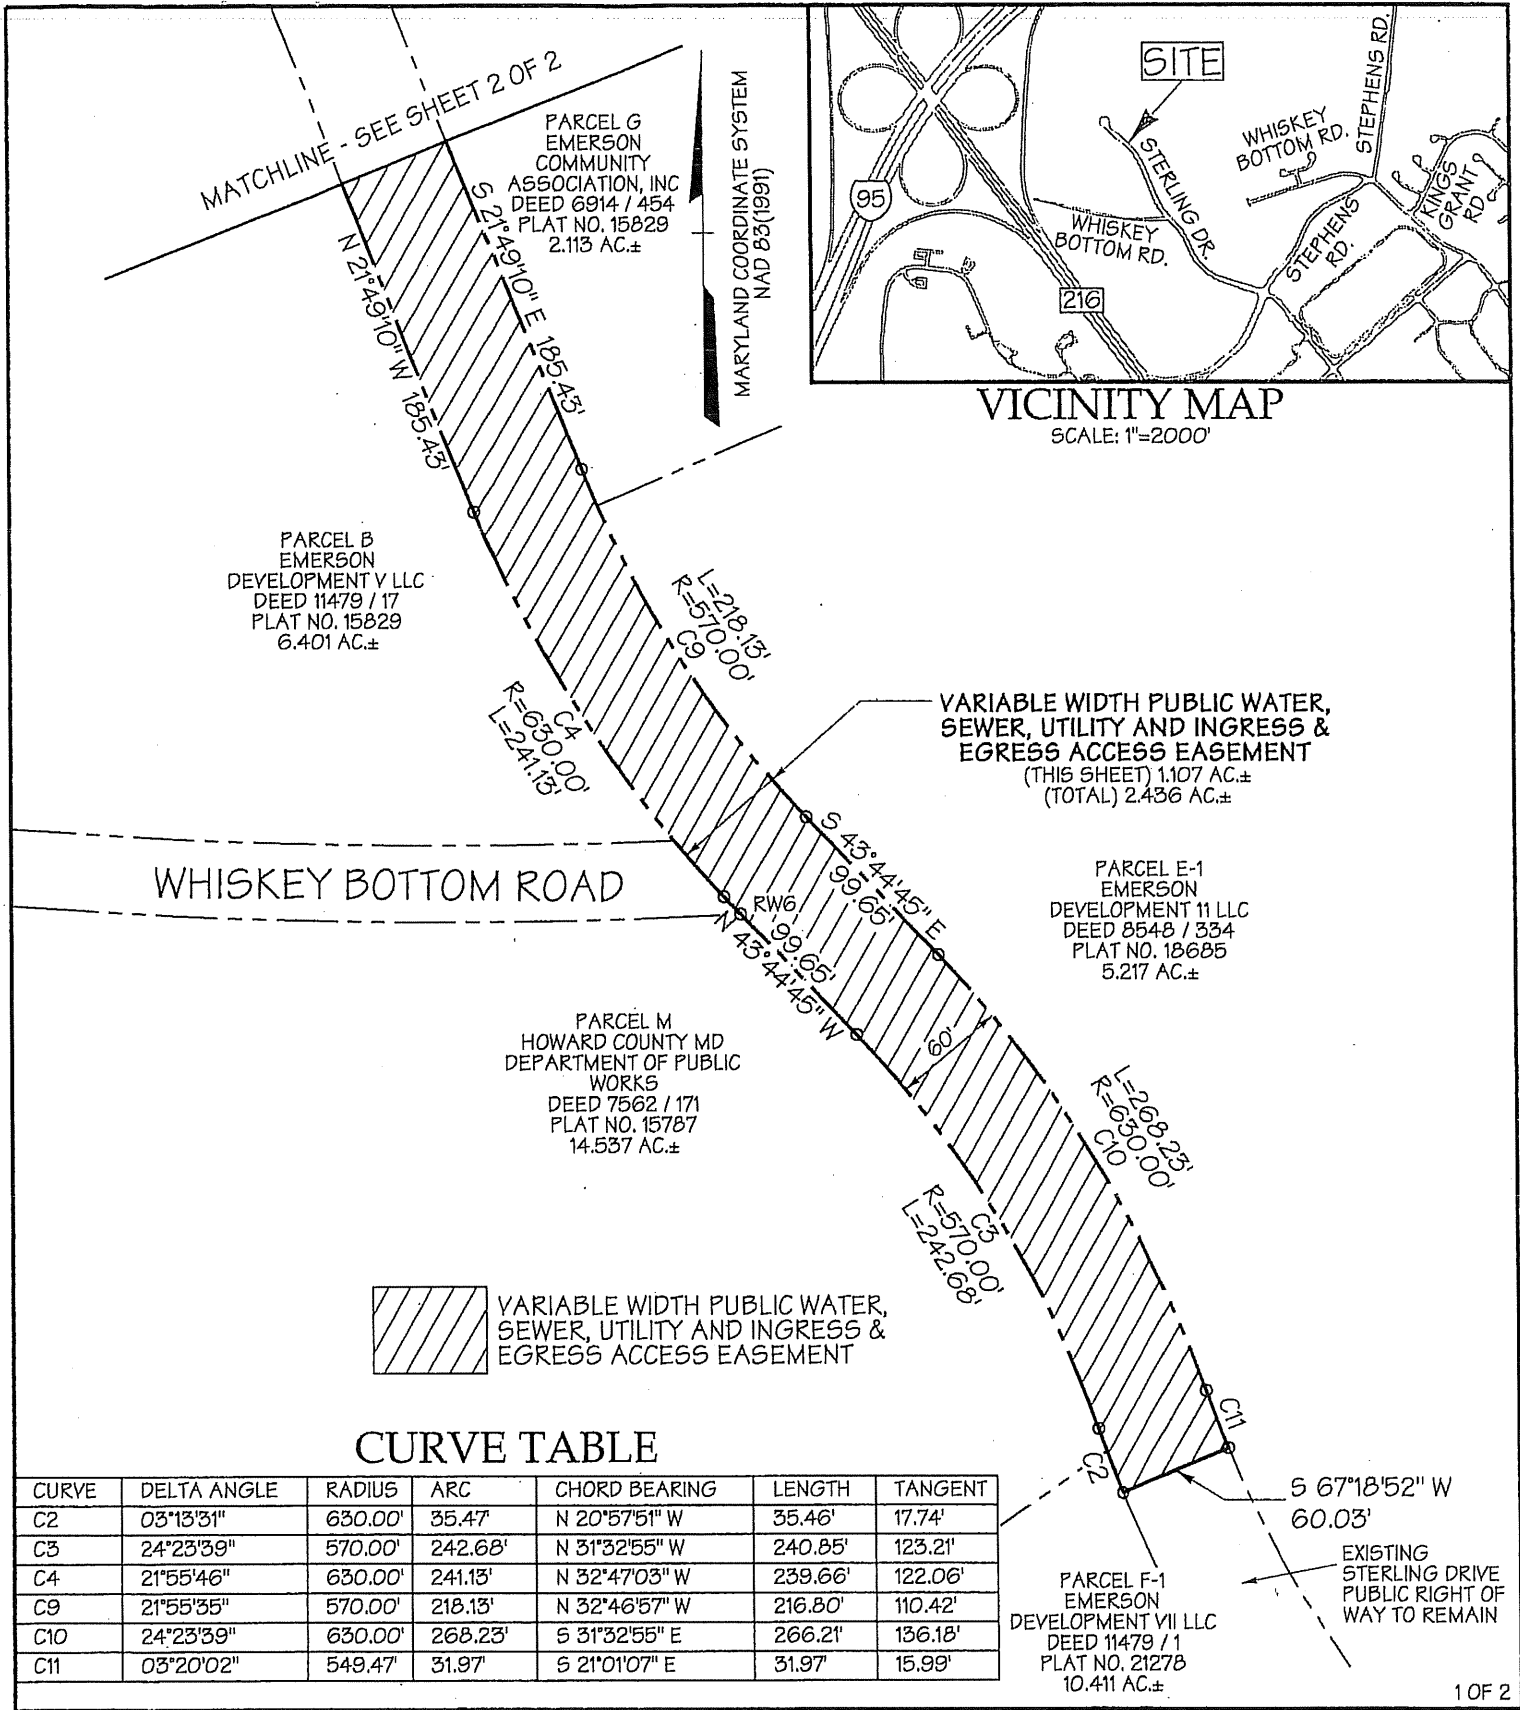 MATCHLINE - SEE SHEET 2 OF 2
PARCEL G
EMERSON
COMMUNITY
ASSOCIATION, INC
DEED 6914 / 454
PLAT NO. 15829
2.113 AC.±
MARYLAND COORDINATE SYSTEM
NAD 83(1991)
SITE
95
216
STERLING DR.
WHISKEY
BOTTOM RD.
WHISKEY
BOTTOM RD.
STEPHENS RD.
STEPHENS
RD.
KINGS
GRANT
RD
VICINITY MAP
SCALE: 1"=2000'
N 21°49'10" W 185.43'
S 21°49'10" E 185.43'
PARCEL B
EMERSON
DEVELOPMENT V LLC
DEED 11479 / 17
PLAT NO. 15829
6.401 AC.±
L=218.13'
R=570.00'
C9
C4
R=630.00'
L=241.13'
VARIABLE WIDTH PUBLIC WATER,
SEWER, UTILITY AND INGRESS &
EGRESS ACCESS EASEMENT
(THIS SHEET) 1.107 AC.±
(TOTAL) 2.436 AC.±
WHISKEY BOTTOM ROAD
S 43°44'45" E
99.65'
RW6
99.65'
N 43°44'45" W
PARCEL E-1
EMERSON
DEVELOPMENT 11 LLC
DEED 8548 / 334
PLAT NO. 18685
5.217 AC.±
PARCEL M
HOWARD COUNTY MD
DEPARTMENT OF PUBLIC
WORKS
DEED 7562 / 171
PLAT NO. 15787
14.537 AC.±
60'
L=268.23'
R=630.00'
C10
C3
R=570.00'
L=242.68'
VARIABLE WIDTH PUBLIC WATER,
SEWER, UTILITY AND INGRESS &
EGRESS ACCESS EASEMENT
C11
C2
S 67°18'52" W
60.03'
EXISTING
STERLING DRIVE
PUBLIC RIGHT OF
WAY TO REMAIN
PARCEL F-1
EMERSON
DEVELOPMENT VII LLC
DEED 11479 / 1
PLAT NO. 21278
10.411 AC.±
CURVE TABLE
CURVE DELTA ANGLE RADIUS ARC CHORD BEARING LENGTH TANGENT
C2 03°13'31" 630.00' 35.47' N 20°57'51" W 35.46' 17.74'
C3 24°23'39" 570.00' 242.68' N 31°32'55" W 240.85' 123.21'
C4 21°55'46" 630.00' 241.13' N 32°47'03" W 239.66' 122.06'
C9 21°55'35" 570.00' 218.13' N 32°46'57" W 216.80' 110.42'
C10 24°23'39" 630.00' 268.23' S 31°32'55" E 266.21' 136.18'
C11 03°20'02" 549.47' 31.97' S 21°01'07" E 31.97' 15.99'
1 OF 2